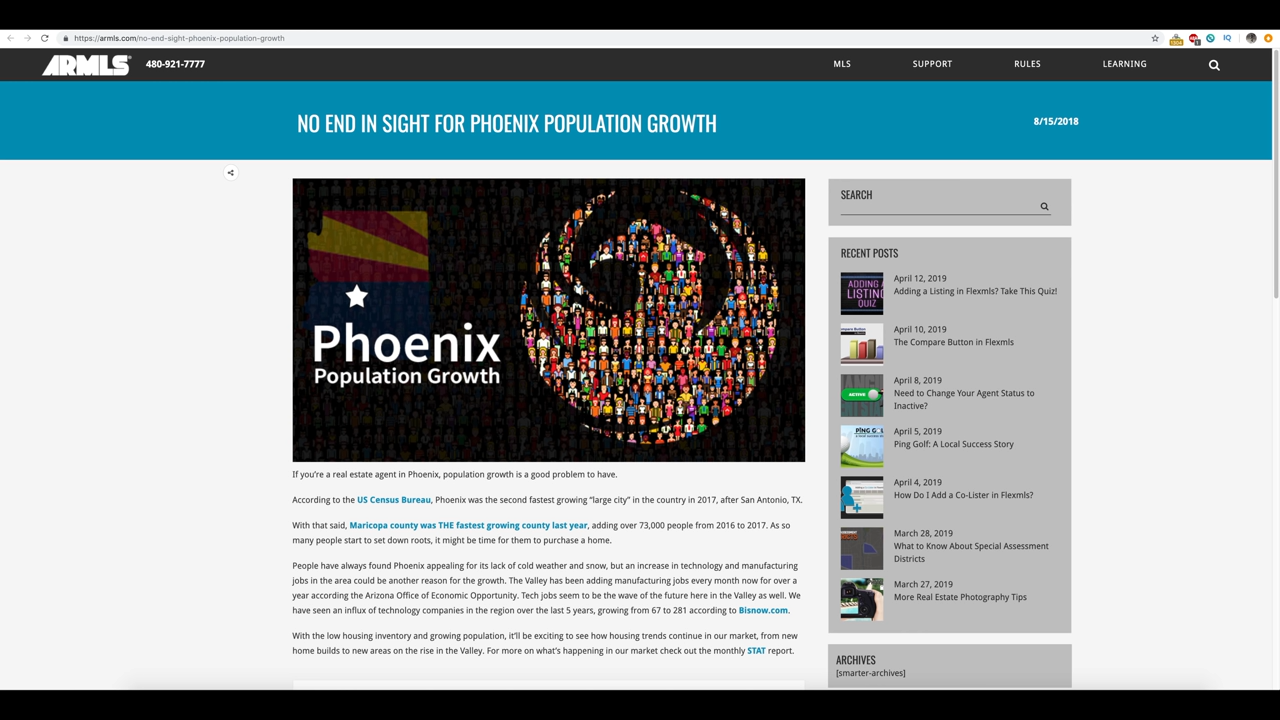 https://armls.com/no-end-sight-phoenix-population-growth
IQ
ARMLS®
480-921-7777
MLS
SUPPORT
RULES
LEARNING
NO END IN SIGHT FOR PHOENIX POPULATION GROWTH
8/15/2018
Phoenix
Population Growth
If you’re a real estate agent in Phoenix, population growth is a good problem to have.
According to the US Census Bureau, Phoenix was the second fastest growing “large city” in the country in 2017, after San Antonio, TX.
With that said, Maricopa county was THE fastest growing county last year, adding over 73,000 people from 2016 to 2017. As so
many people start to set down roots, it might be time for them to purchase a home.
People have always found Phoenix appealing for its lack of cold weather and snow, but an increase in technology and manufacturing
jobs in the area could be another reason for the growth. The Valley has been adding manufacturing jobs every month now for over a
year according the Arizona Office of Economic Opportunity. Tech jobs seem to be the wave of the future here in the Valley as well. We
have seen an influx of technology companies in the region over the last 5 years, growing from 67 to 281 according to Bisnow.com.
With the low housing inventory and growing population, it’ll be exciting to see how housing trends continue in our market, from new
home builds to new areas on the rise in the Valley. For more on what’s happening in our market check out the monthly STAT report.
SEARCH
RECENT POSTS
ADDING A
LISTING
QUIZ
April 12, 2019
Adding a Listing in Flexmls? Take This Quiz!
Compare Button
April 10, 2019
The Compare Button in Flexmls
ACTIVE
April 8, 2019
Need to Change Your Agent Status to
Inactive?
PING GOL
April 5, 2019
Ping Golf: A Local Success Story
April 4, 2019
How Do I Add a Co-Lister in Flexmls?
March 28, 2019
What to Know About Special Assessment
Districts
March 27, 2019
More Real Estate Photography Tips
ARCHIVES
[smarter-archives]